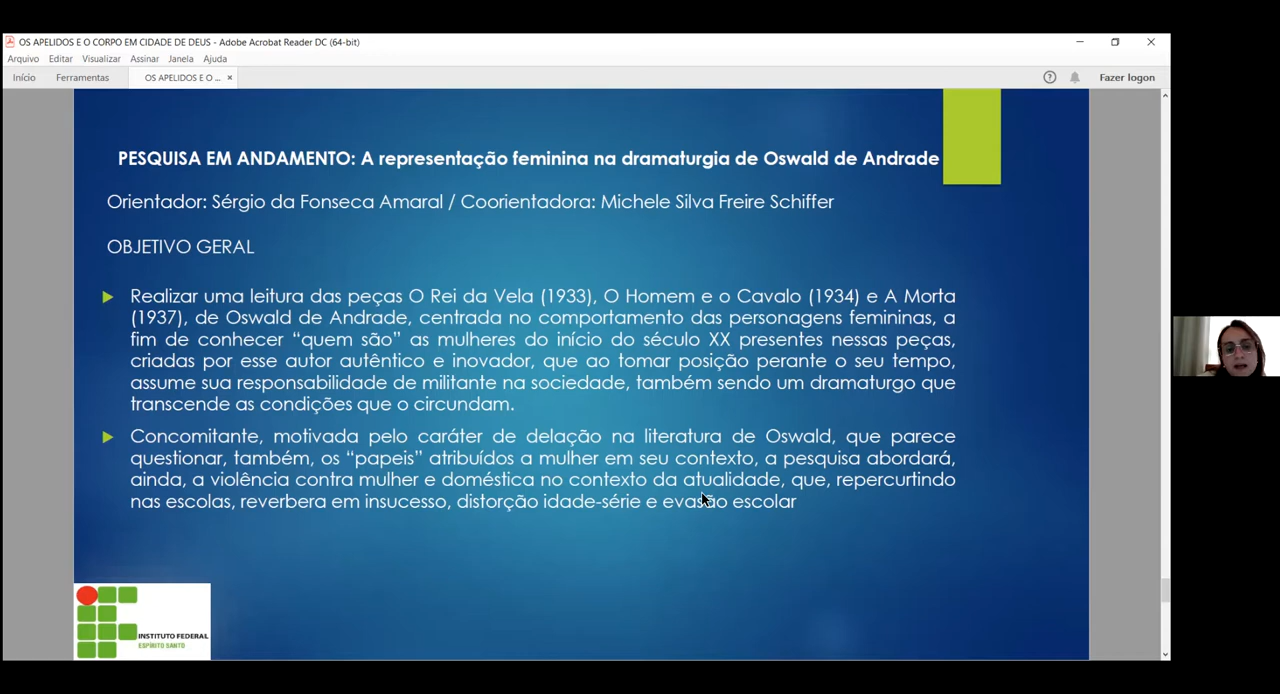 OS APELIDOS E O CORPO EM CIDADE DE DEUS - Adobe Acrobat Reader DC (64-bit)
Arquivo Editar Visualizar Assinar Janela Ajuda
Início Ferramentas OS APELIDOS E O ... × Fazer logon
PESQUISA EM ANDAMENTO: A representação feminina na dramaturgia de Oswald de Andrade
Orientador: Sérgio da Fonseca Amaral / Coorientadora: Michele Silva Freire Schiffer
OBJETIVO GERAL
Realizar uma leitura das peças O Rei da Vela (1933), O Homem e o Cavalo (1934) e A Morta
(1937), de Oswald de Andrade, centrada no comportamento das personagens femininas, a
fim de conhecer “quem são” as mulheres do início do século XX presentes nessas peças,
criadas por esse autor autêntico e inovador, que ao tomar posição perante o seu tempo,
assume sua responsabilidade de militante na sociedade, também sendo um dramaturgo que
transcende as condições que o circundam.
Concomitante, motivada pelo caráter de delação na literatura de Oswald, que parece
questionar, também, os “papeis” atribuídos a mulher em seu contexto, a pesquisa abordará,
ainda, a violência contra mulher e doméstica no contexto da atualidade, que, repercurtindo
nas escolas, reverbera em insucesso, distorção idade-série e evasão escolar
INSTITUTO FEDERAL
ESPÍRITO SANTO